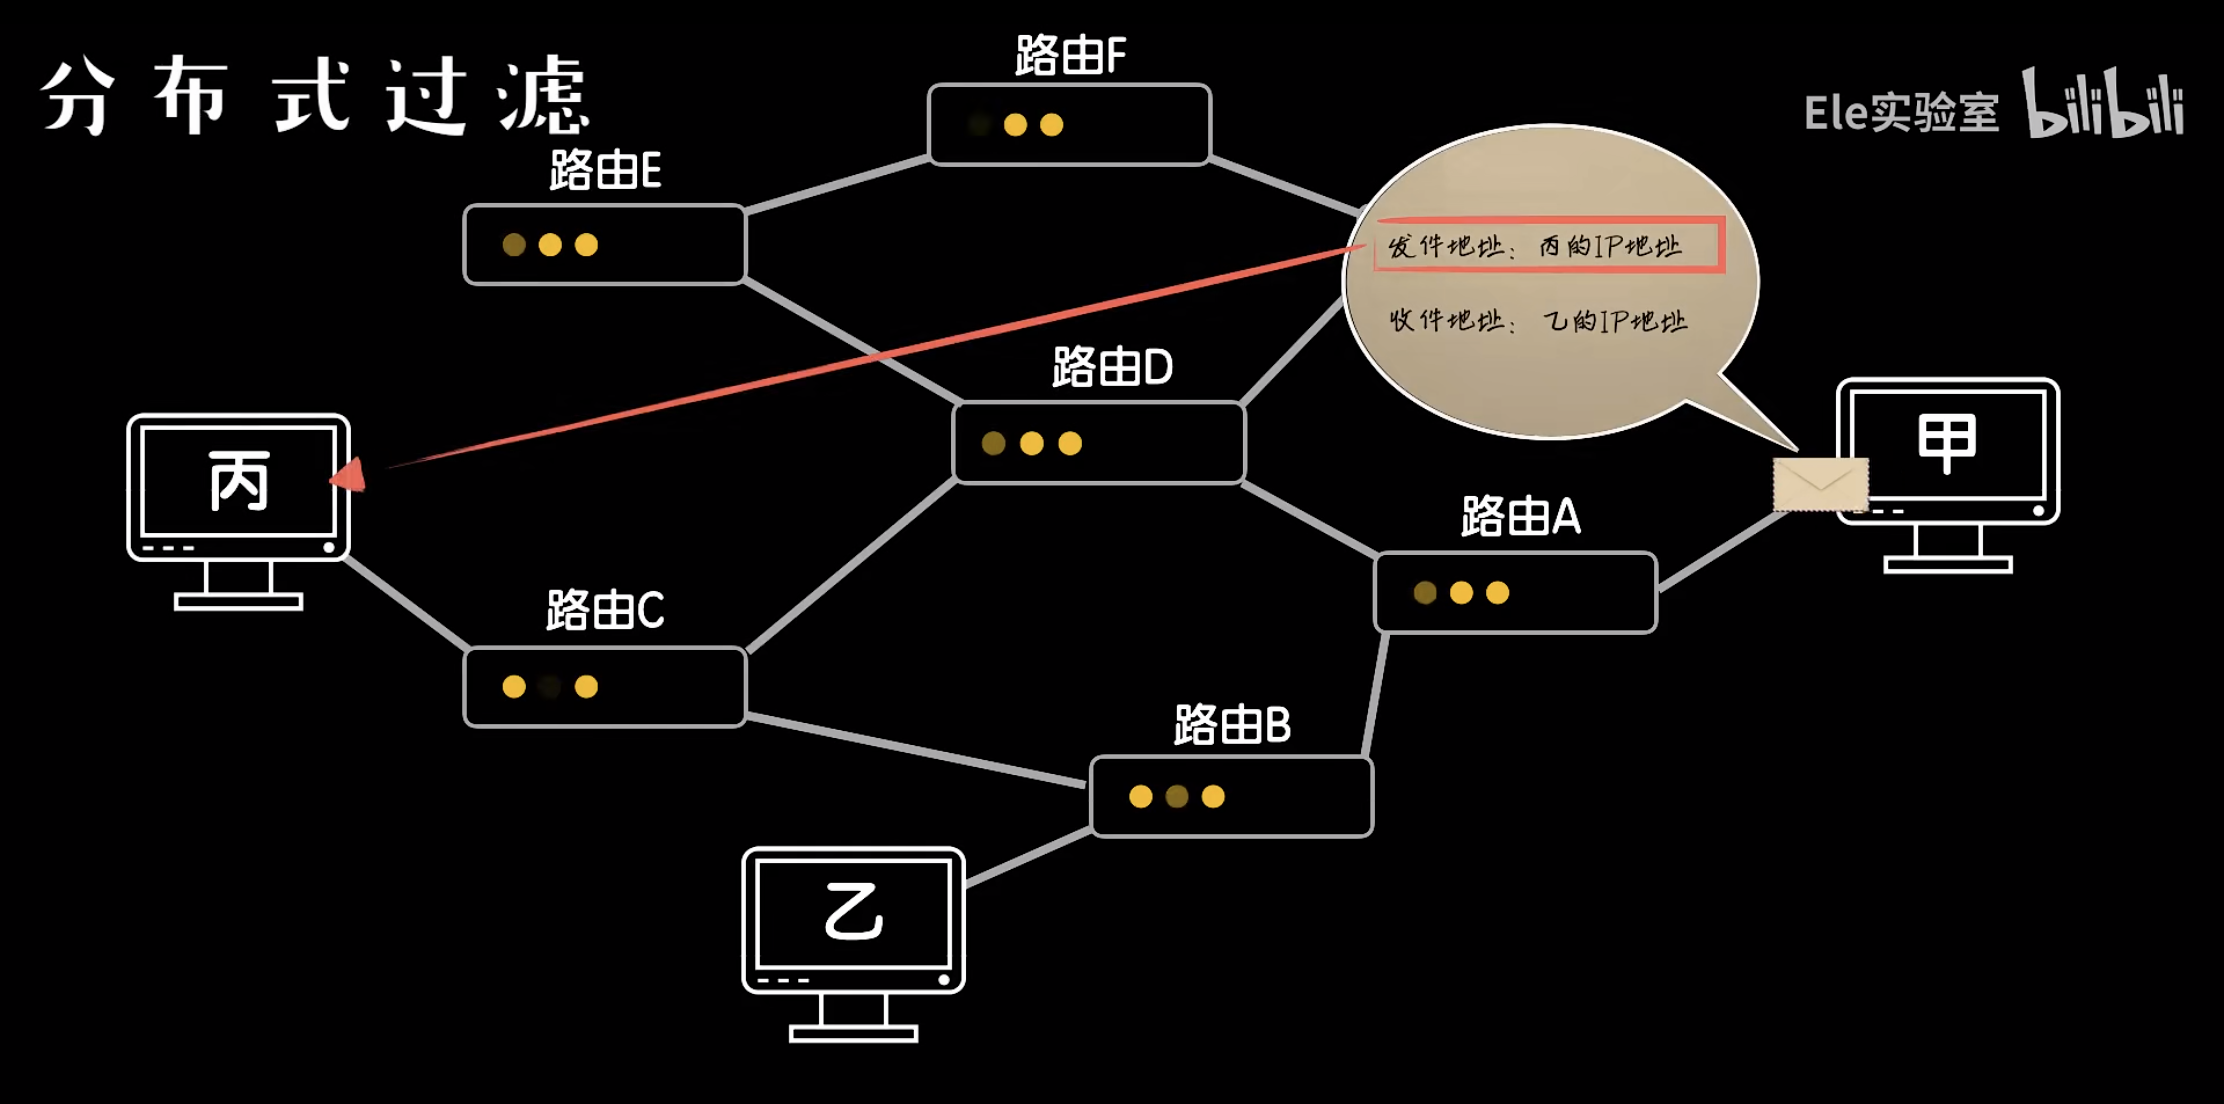 分布式过滤
Ele实验室 bilibili
路由F
路由E
发件地址：丙的IP地址
收件地址：乙的IP地址
路由D
甲
丙
路由A
路由C
路由B
乙